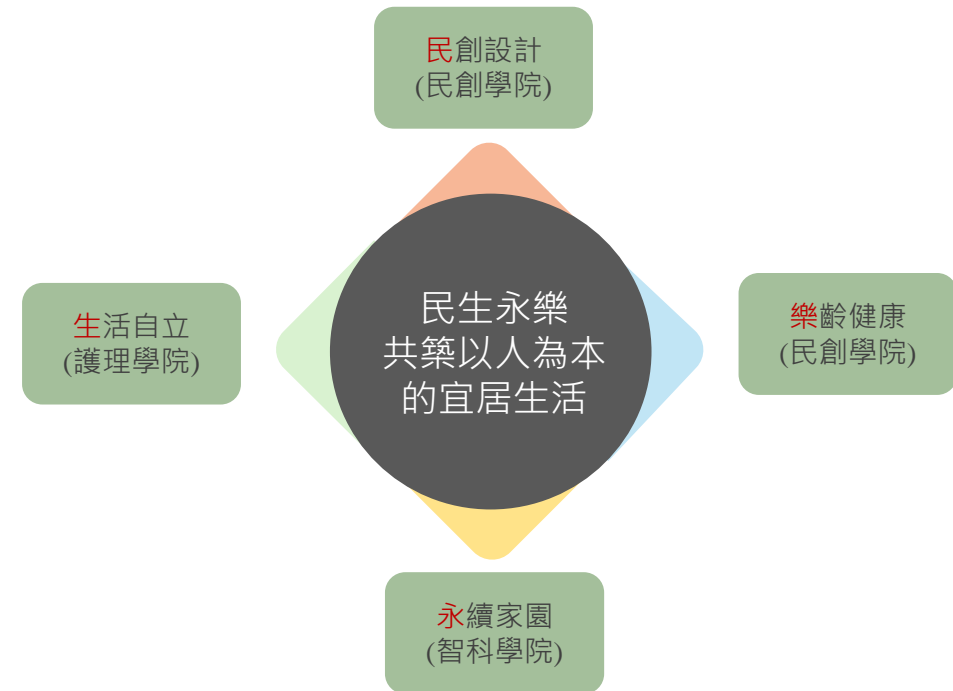 民創設計
(民創學院)
民生永樂
共築以人為本
的宜居生活
生活自立
(護理學院)
樂齡健康
(民創學院)
永續家園
(智科學院)